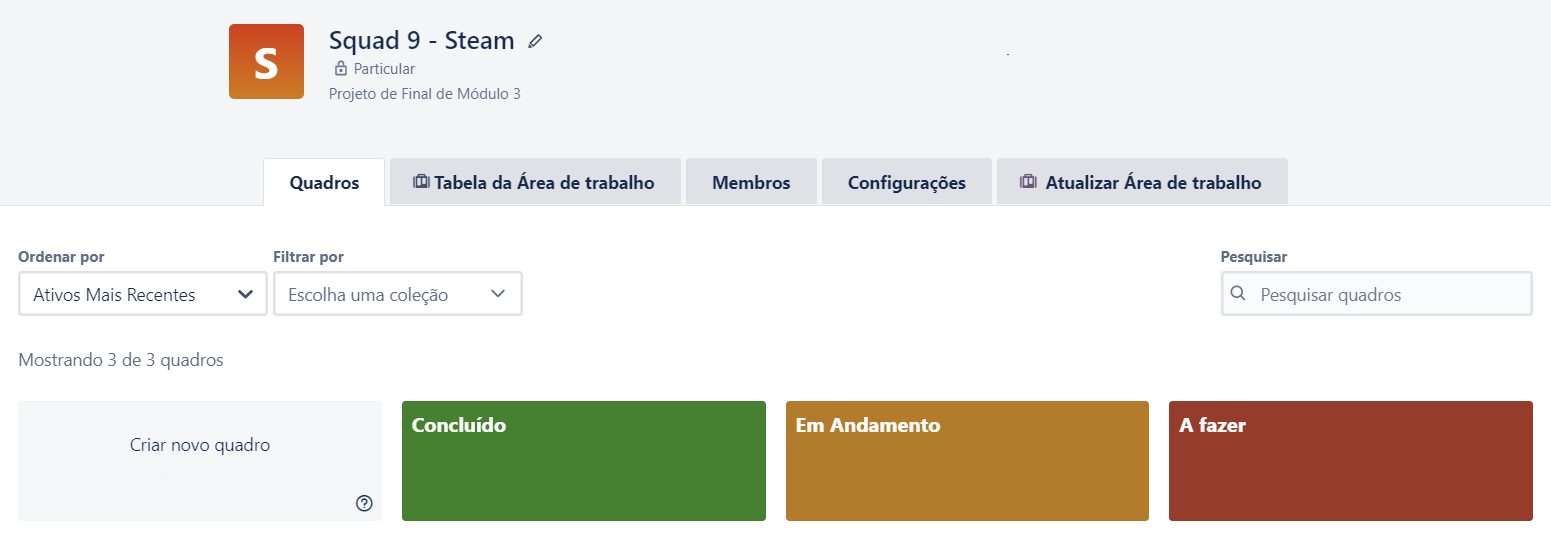 S
Squad 9 - Steam
Particular
Projeto de Final de Módulo 3
Quadros
Tabela da Área de trabalho
Membros
Configurações
Atualizar Área de trabalho
Ordenar por
Filtrar por
Pesquisar
Ativos Mais Recentes
Escolha uma coleção
Pesquisar quadros
Mostrando 3 de 3 quadros
Criar novo quadro
Concluído
Em Andamento
A fazer